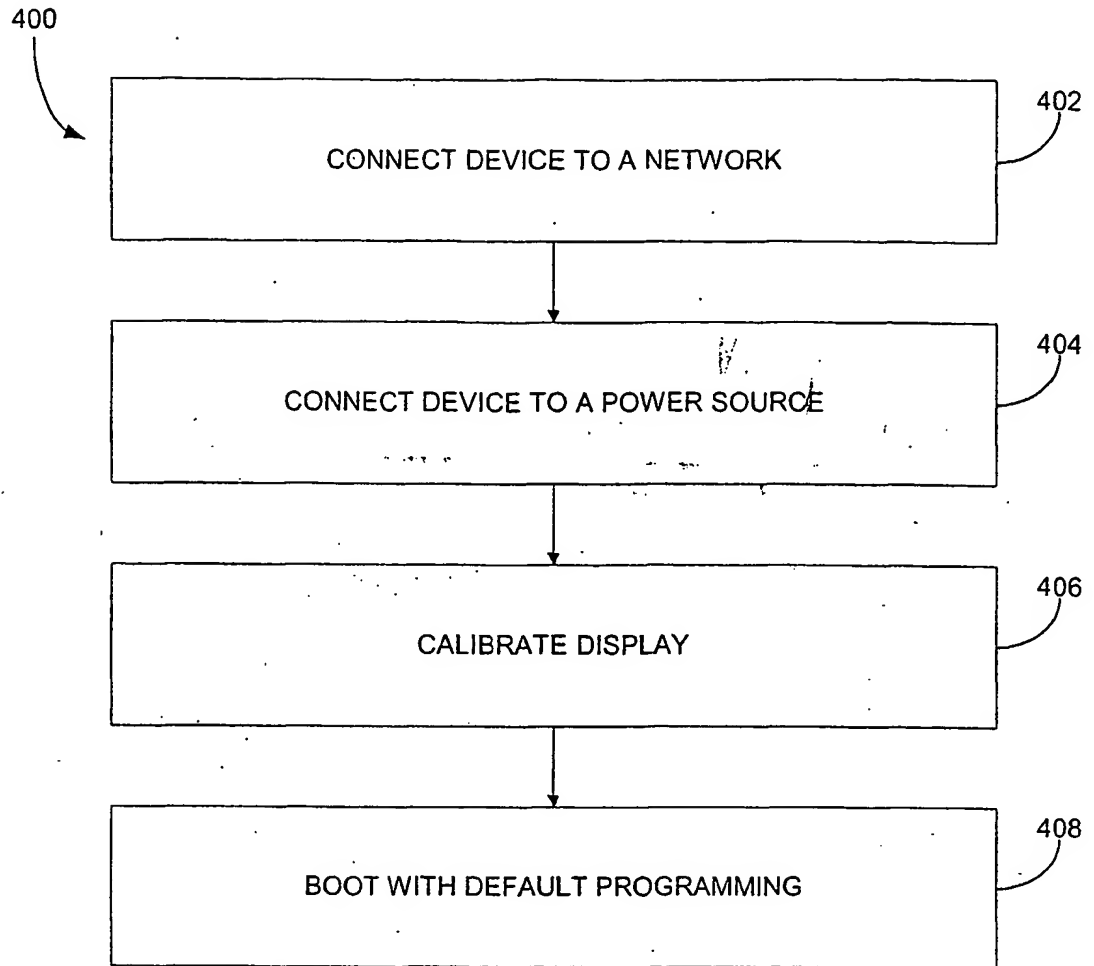 400
402
CONNECT DEVICE TO A NETWORK
404
CONNECT DEVICE TO A POWER SOURCE
406
CALIBRATE DISPLAY
408
BOOT WITH DEFAULT PROGRAMMING